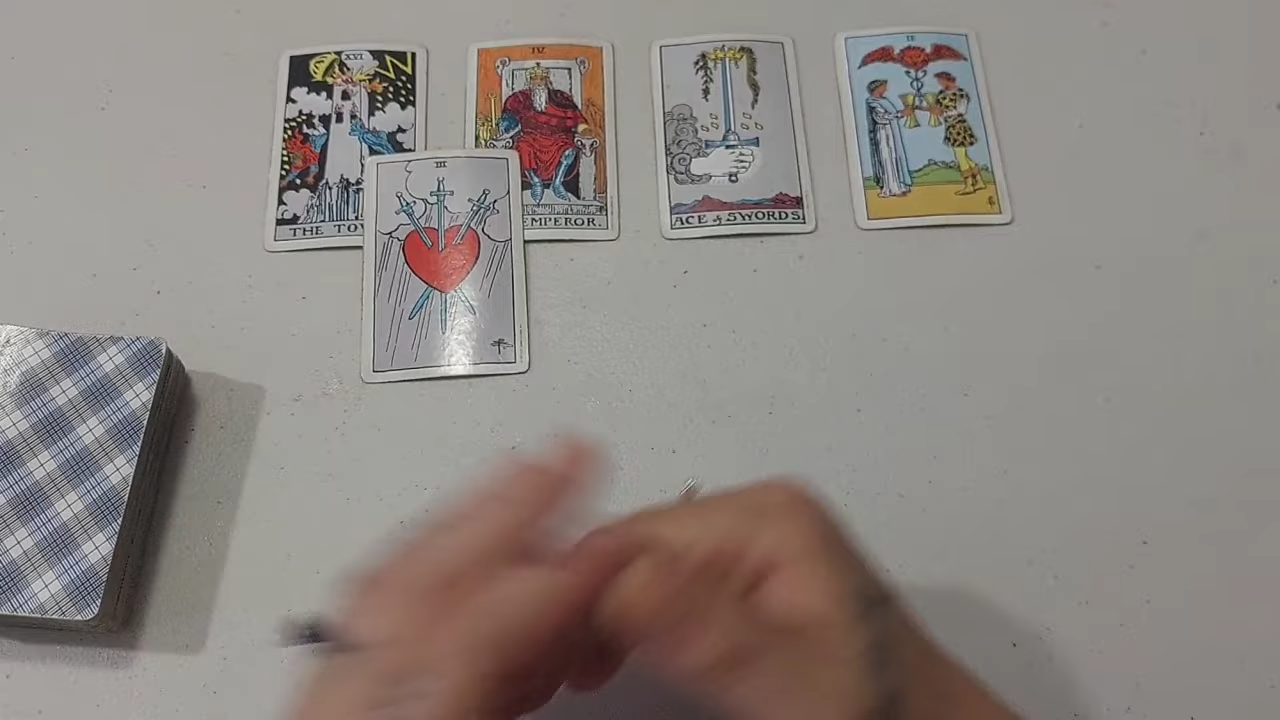 XVI
IV
II
THE TO
EMPEROR.
ACE of SWORDS.
III